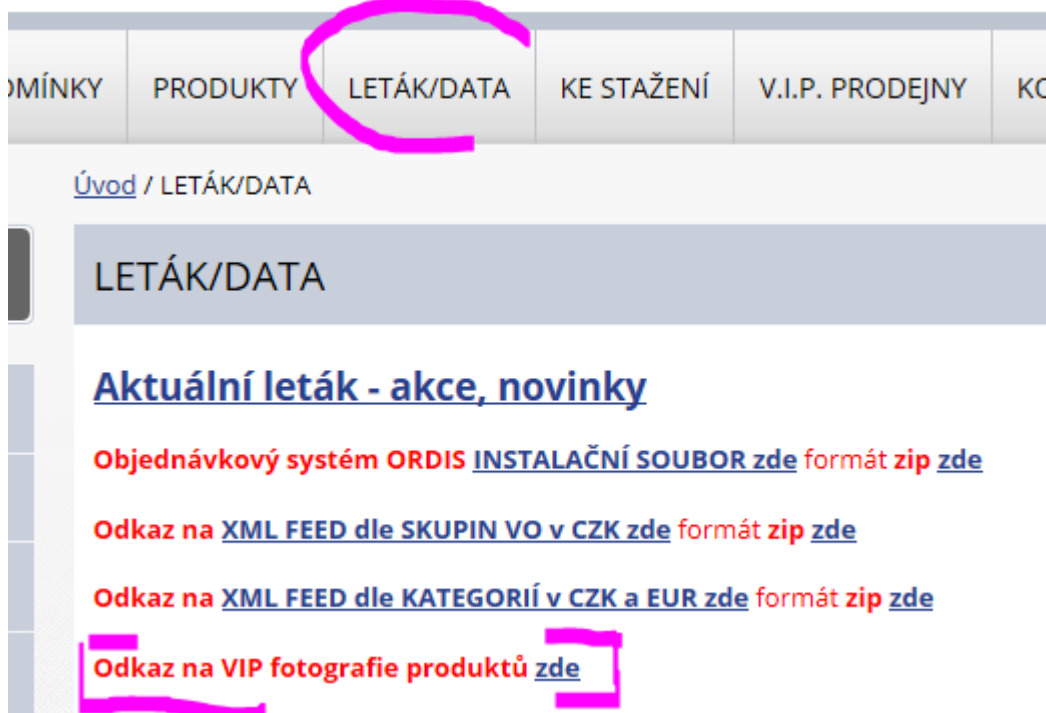 PRODUKTY LETÁK/DATA KE STAŽENÍ V.I.P. PRODEJNY
Úvod / LETÁK/DATA
LETÁK/DATA
Aktuální leták - akce, novinky
Objednávkový systém ORDIS INSTALAČNÍ SOUBOR zde formát zip zde
Odkaz na XML FEED dle SKUPIN VO v CZK zde formát zip zde
Odkaz na XML FEED dle KATEGORIÍ v CZK a EUR zde formát zip zde
Odkaz na VIP fotografie produktů zde